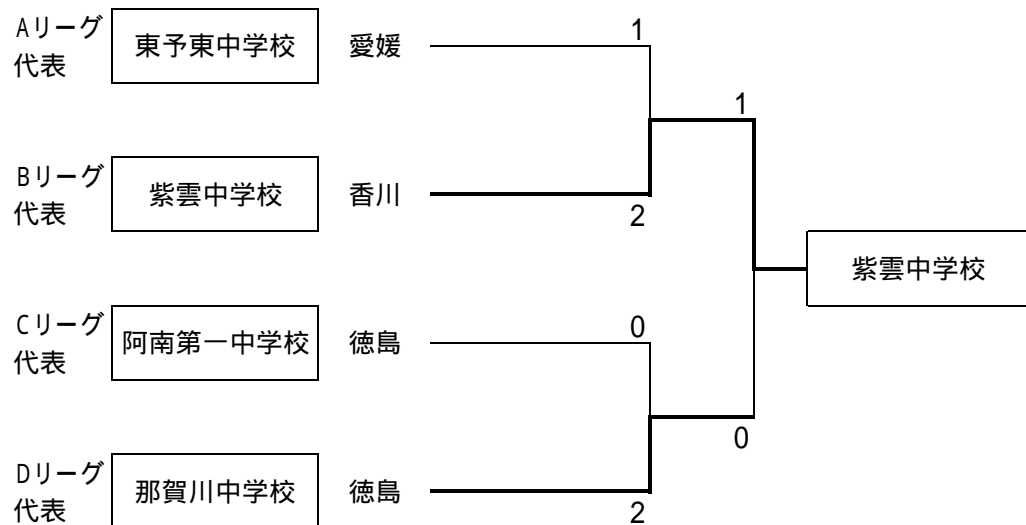 Aリーグ
代表
東予東中学校
愛媛
1
1
Bリーグ
代表
紫雲中学校
香川
2
紫雲中学校
Cリーグ
代表
阿南第一中学校
徳島
0
0
Dリーグ
代表
那賀川中学校
徳島
2